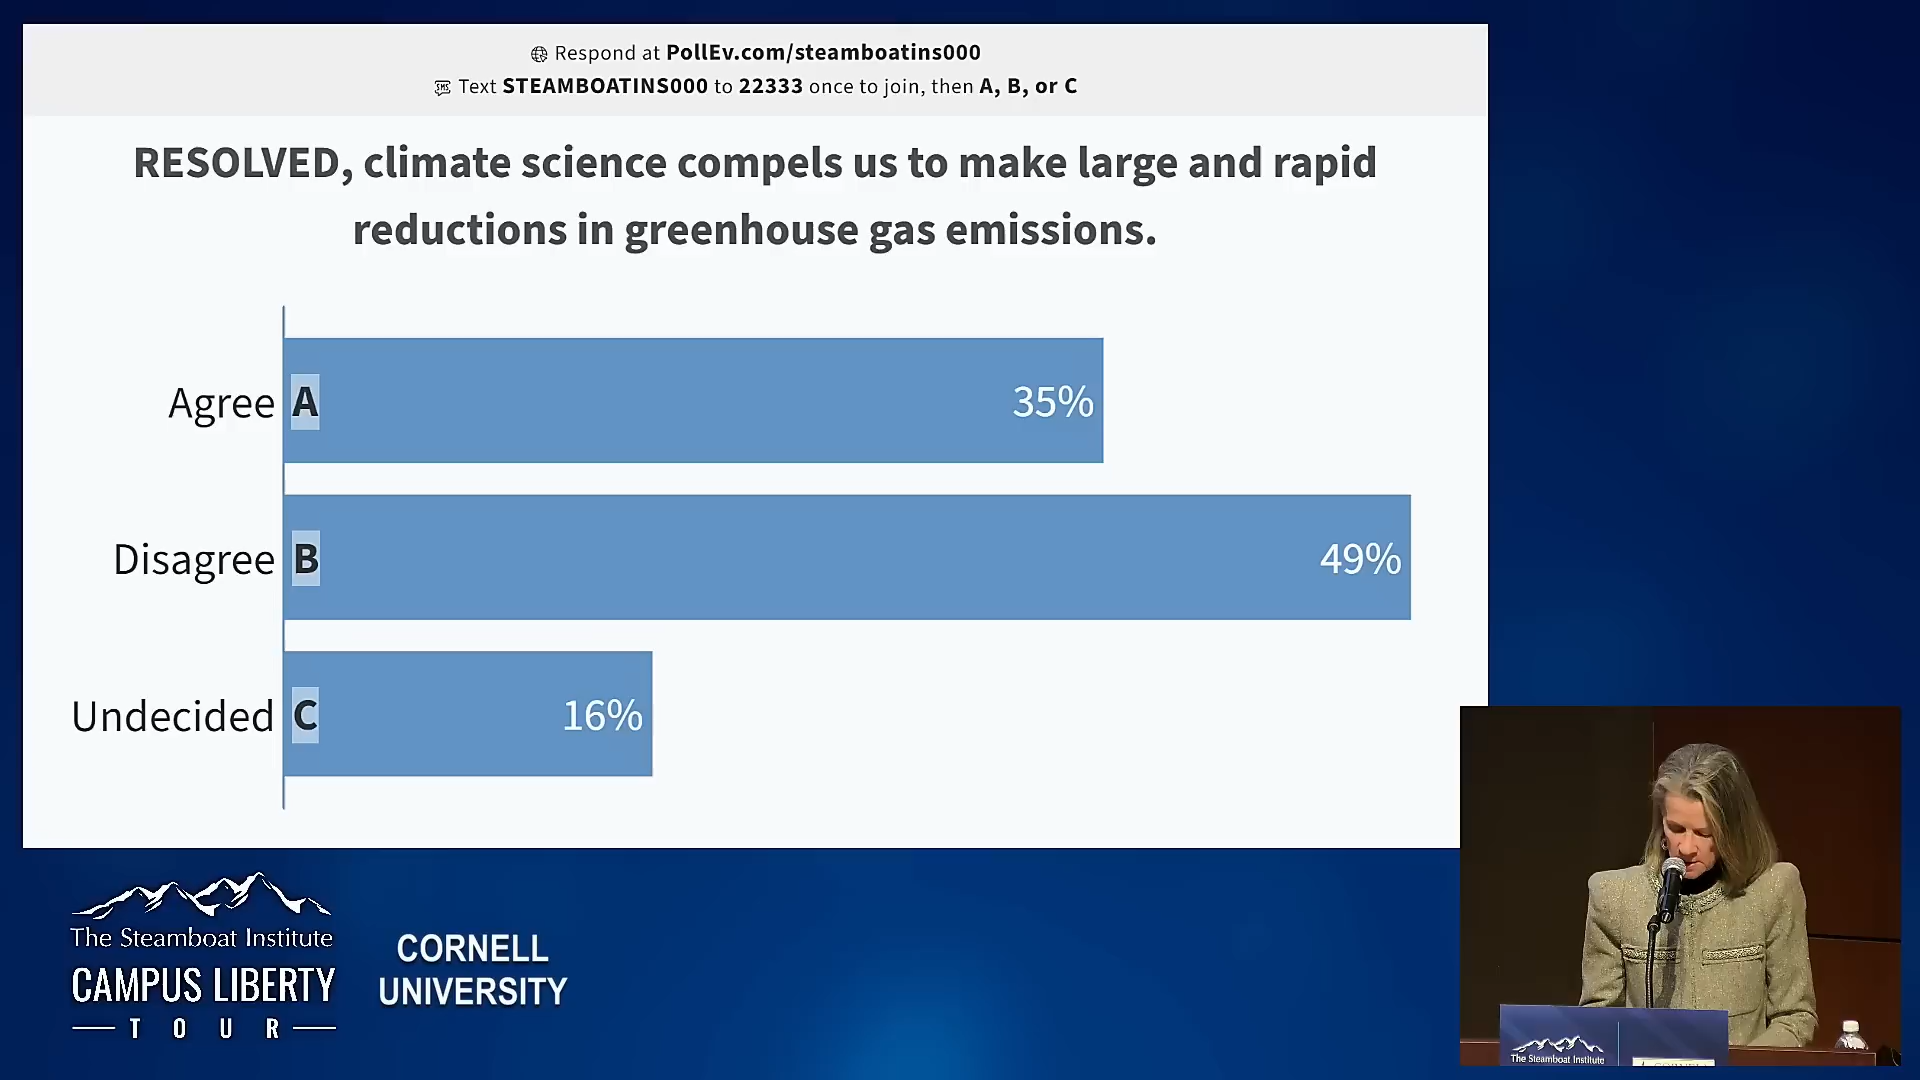 Respond at PollEv.com/steamboatins000
Text STEAMBOATINS000 to 22333 once to join, then A, B, or C
RESOLVED, climate science compels us to make large and rapid
reductions in greenhouse gas emissions.
Agree A 35%
Disagree B 49%
Undecided C 16%
The Steamboat Institute
CAMPUS LIBERTY
TOUR
CORNELL
UNIVERSITY
The Steamboat Institute